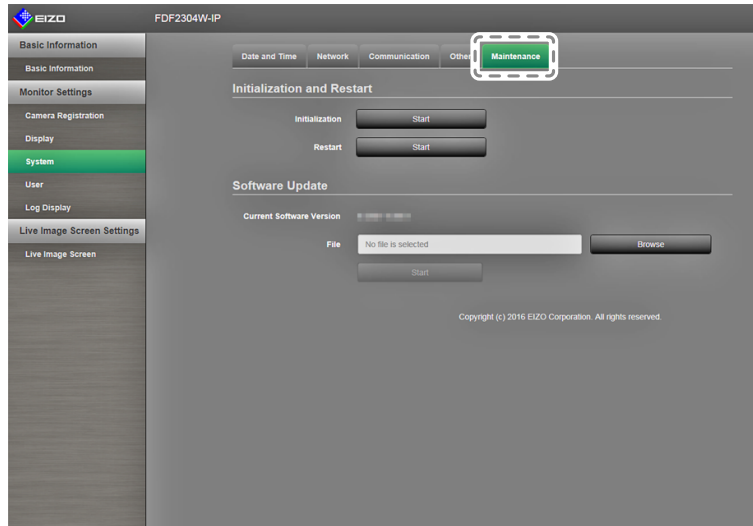 EIZO FDF2304W-IP
Basic Information
Basic Information
Monitor Settings
Camera Registration
Display
System
User
Log Display
Live Image Screen Settings
Live Image Screen
Date and Time Network Communication Other Maintenance
Initialization and Restart
Initialization Start
Restart Start
Software Update
Current Software Version
File No file is selected Browse
Start
Copyright (c) 2016 EIZO Corporation. All rights reserved.